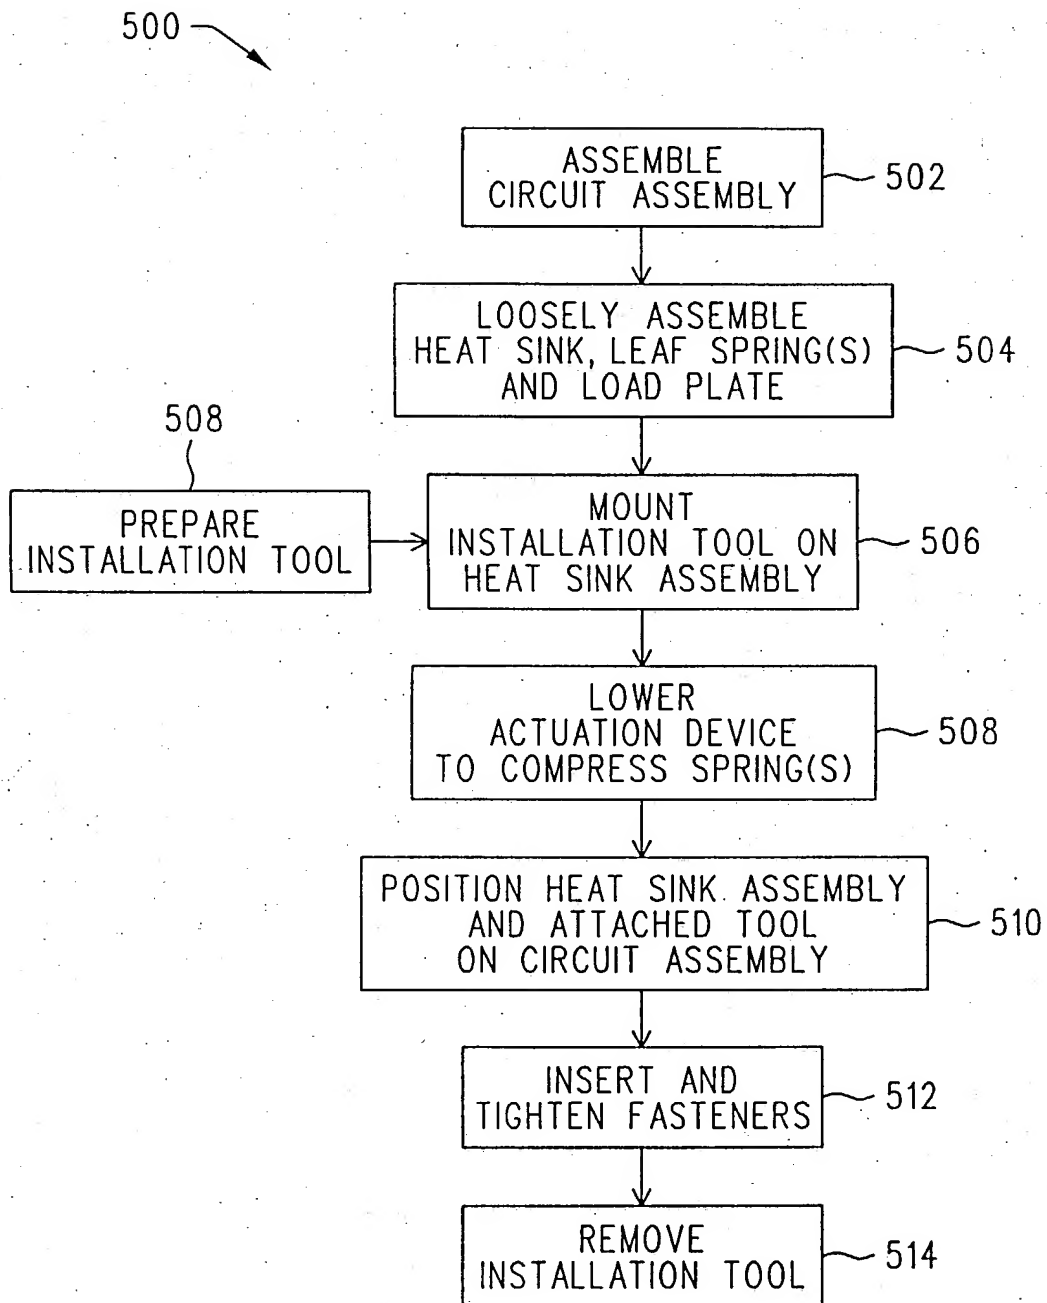 500
ASSEMBLE
CIRCUIT ASSEMBLY
502
LOOSELY ASSEMBLE
HEAT SINK, LEAF SPRING(S)
AND LOAD PLATE
504
508
PREPARE
INSTALLATION TOOL
MOUNT
INSTALLATION TOOL ON
HEAT SINK ASSEMBLY
506
LOWER
ACTUATION DEVICE
TO COMPRESS SPRING(S)
508
POSITION HEAT SINK ASSEMBLY
AND ATTACHED TOOL
ON CIRCUIT ASSEMBLY
510
INSERT AND
TIGHTEN FASTENERS
512
REMOVE
INSTALLATION TOOL
514